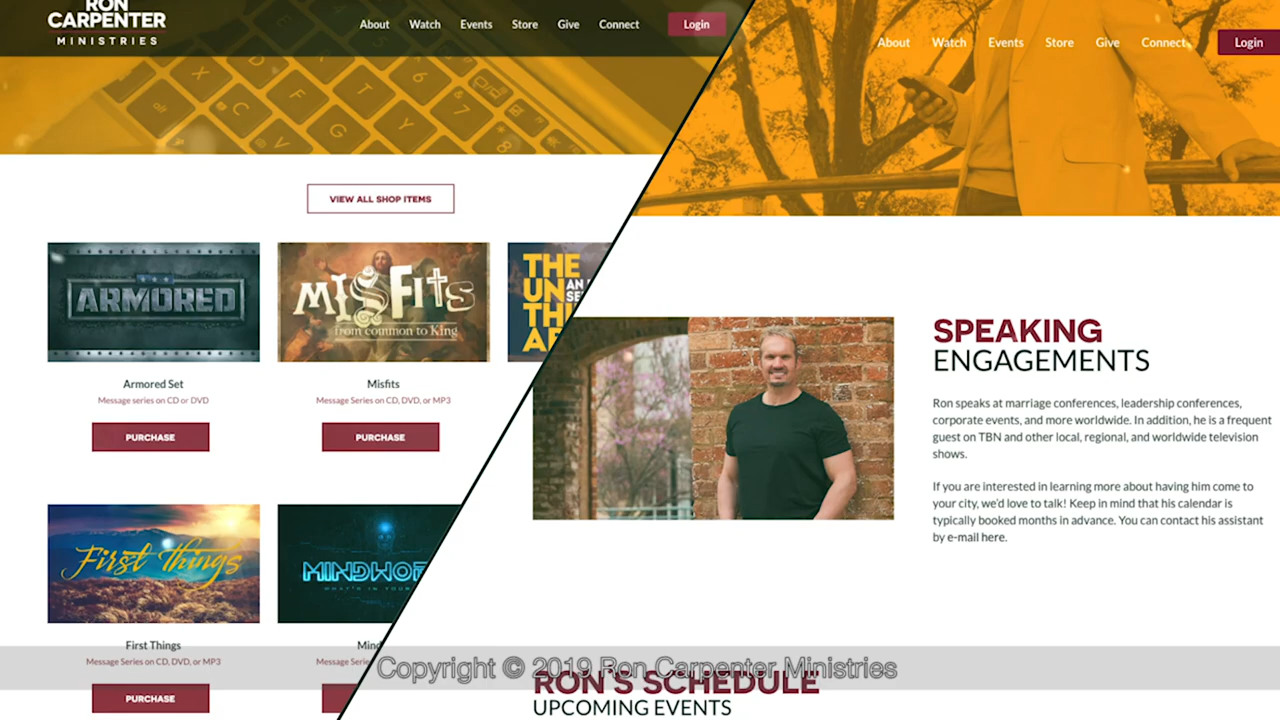 RON
CARPENTER
MINISTRIES
About Watch Events Store Give Connect Login
VIEW ALL SHOP ITEMS
ARMORED
Armored Set
Message series on CD or DVD
PURCHASE
MISFITS
from common to King
Misfits
Message Series on CD, DVD, or MP3
PURCHASE
THE
UN
AN
First Things
First Things
Message Series on CD, DVD, or MP3
PURCHASE
WHAT'S IN YOUR
Message Serie
About Watch Events Store Give Connect Login
SPEAKING
ENGAGEMENTS
Ron speaks at marriage conferences, leadership conferences,
corporate events, and more worldwide. In addition, he is a frequent
guest on TBN and other local, regional, and worldwide television
shows.
If you are interested in learning more about having him come to
your city, we'd love to talk! Keep in mind that his calendar is
typically booked months in advance. You can contact his assistant
by e-mail here.
RON'S SCHEDULE
UPCOMING EVENTS
Copyright © 2019 Ron Carpenter Ministries